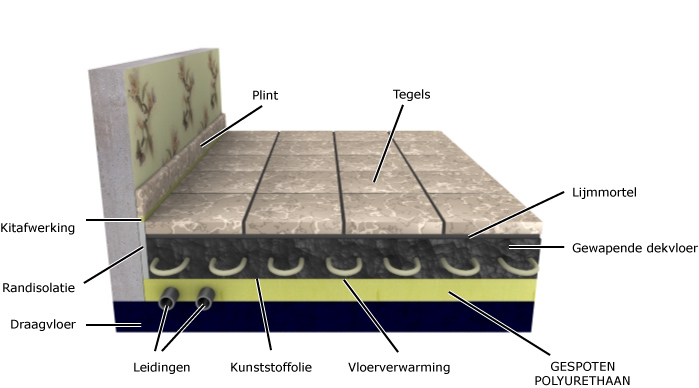 Plint
Tegels
Lijmmortel
Kitafwerking
Gewapende dekvloer
Randisolatie
Draagvloer
Leidingen
Kunststoffolie
Vloerverwarming
GESPOTEN
POLYURETHAAN